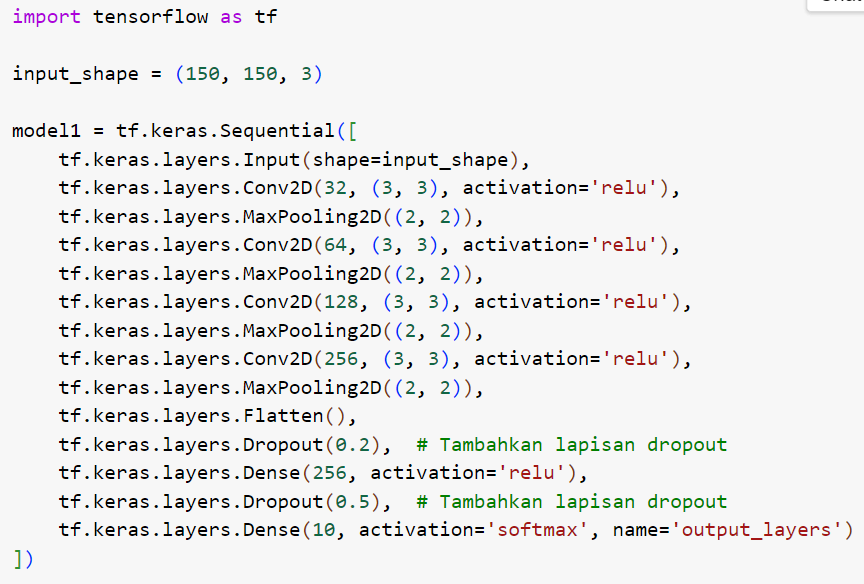 import tensorflow as tf
input_shape = (150, 150, 3)
model1 = tf.keras.Sequential([
    tf.keras.layers.Input(shape=input_shape),
    tf.keras.layers.Conv2D(32, (3, 3), activation='relu'),
    tf.keras.layers.MaxPooling2D((2, 2)),
    tf.keras.layers.Conv2D(64, (3, 3), activation='relu'),
    tf.keras.layers.MaxPooling2D((2, 2)),
    tf.keras.layers.Conv2D(128, (3, 3), activation='relu'),
    tf.keras.layers.MaxPooling2D((2, 2)),
    tf.keras.layers.Conv2D(256, (3, 3), activation='relu'),
    tf.keras.layers.MaxPooling2D((2, 2)),
    tf.keras.layers.Flatten(),
    tf.keras.layers.Dropout(0.2),  # Tambahkan lapisan dropout
    tf.keras.layers.Dense(256, activation='relu'),
    tf.keras.layers.Dropout(0.5),  # Tambahkan lapisan dropout
    tf.keras.layers.Dense(10, activation='softmax', name='output_layers')
])